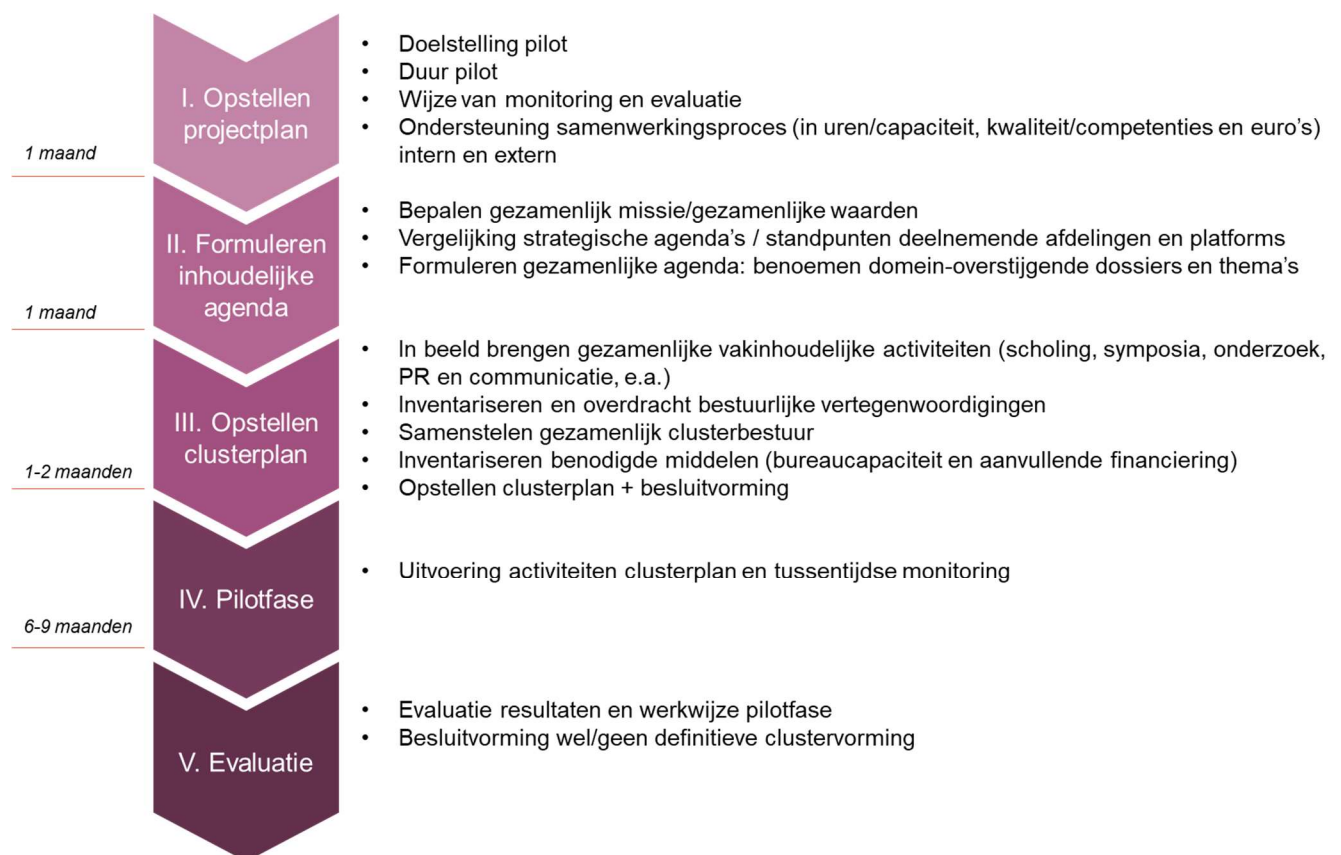 • Doelstelling pilot
• Duur pilot
• Wijze van monitoring en evaluatie
• Ondersteuning samenwerkingsproces (in uren/capaciteit, kwaliteit/competenties en euro's)
intern en extern
I. Opstellen
projectplan
1 maand
• Bepalen gezamenlijk missie/gezamenlijke waarden
• Vergelijking strategische agenda's / standpunten deelnemende afdelingen en platforms
• Formuleren gezamenlijke agenda: benoemen domein-overstijgende dossiers en thema's
II. Formuleren
inhoudelijke
agenda
1 maand
• In beeld brengen gezamenlijke vakinhoudelijke activiteiten (scholing, symposia, onderzoek,
PR en communicatie, e.a.)
• Inventariseren en overdracht bestuurlijke vertegenwoordigingen
• Samenstelen gezamenlijk clusterbestuur
• Inventariseren benodigde middelen (bureaucapaciteit en aanvullende financiering)
• Opstellen clusterplan + besluitvorming
III. Opstellen
clusterplan
1-2 maanden
• Uitvoering activiteiten clusterplan en tussentijdse monitoring
IV. Pilotfase
6-9 maanden
• Evaluatie resultaten en werkwijze pilotfase
• Besluitvorming wel/geen definitieve clustervorming
V. Evaluatie